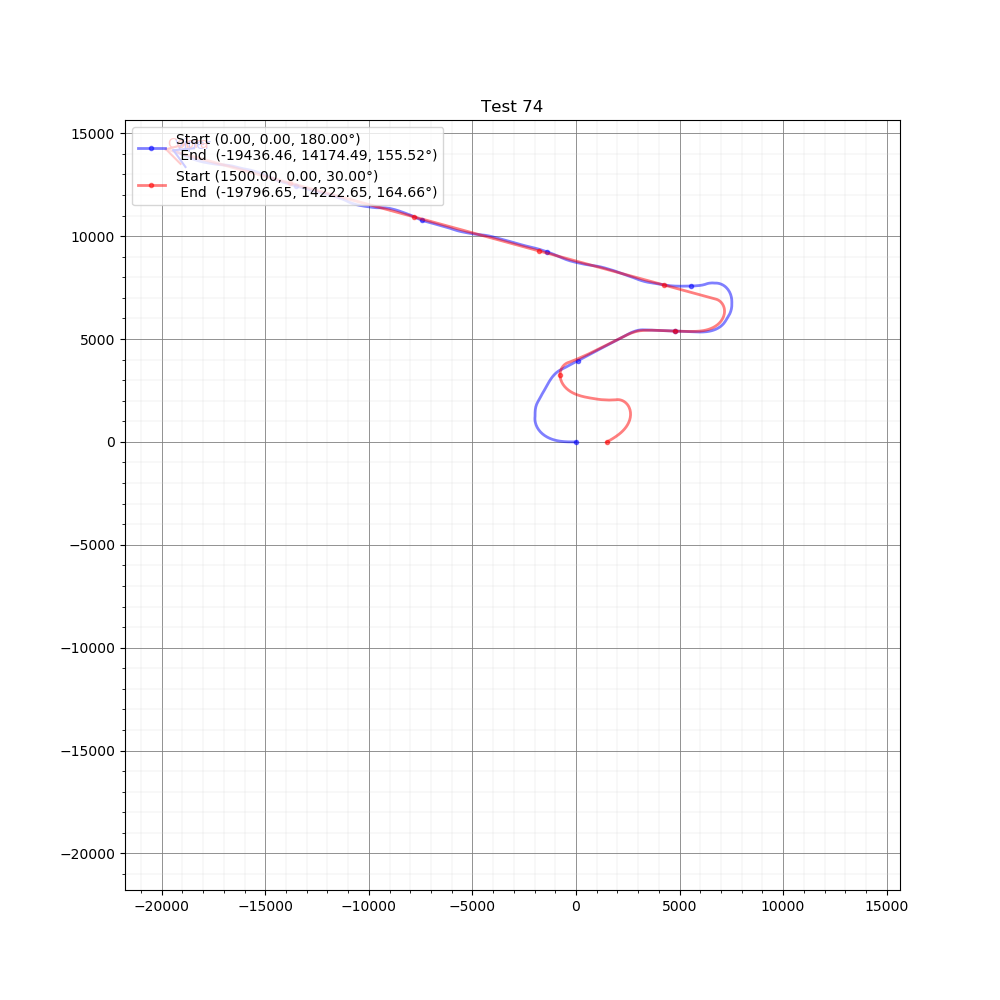 Test 74
15000
10000
5000
0
−5000
−10000
−15000
−20000
Start (0.00, 0.00, 180.00°)
End (-19436.46, 14174.49, 155.52°)
Start (1500.00, 0.00, 30.00°)
End (-19796.65, 14222.65, 164.66°)
−20000 −15000 −10000 −5000 0 5000 10000 15000